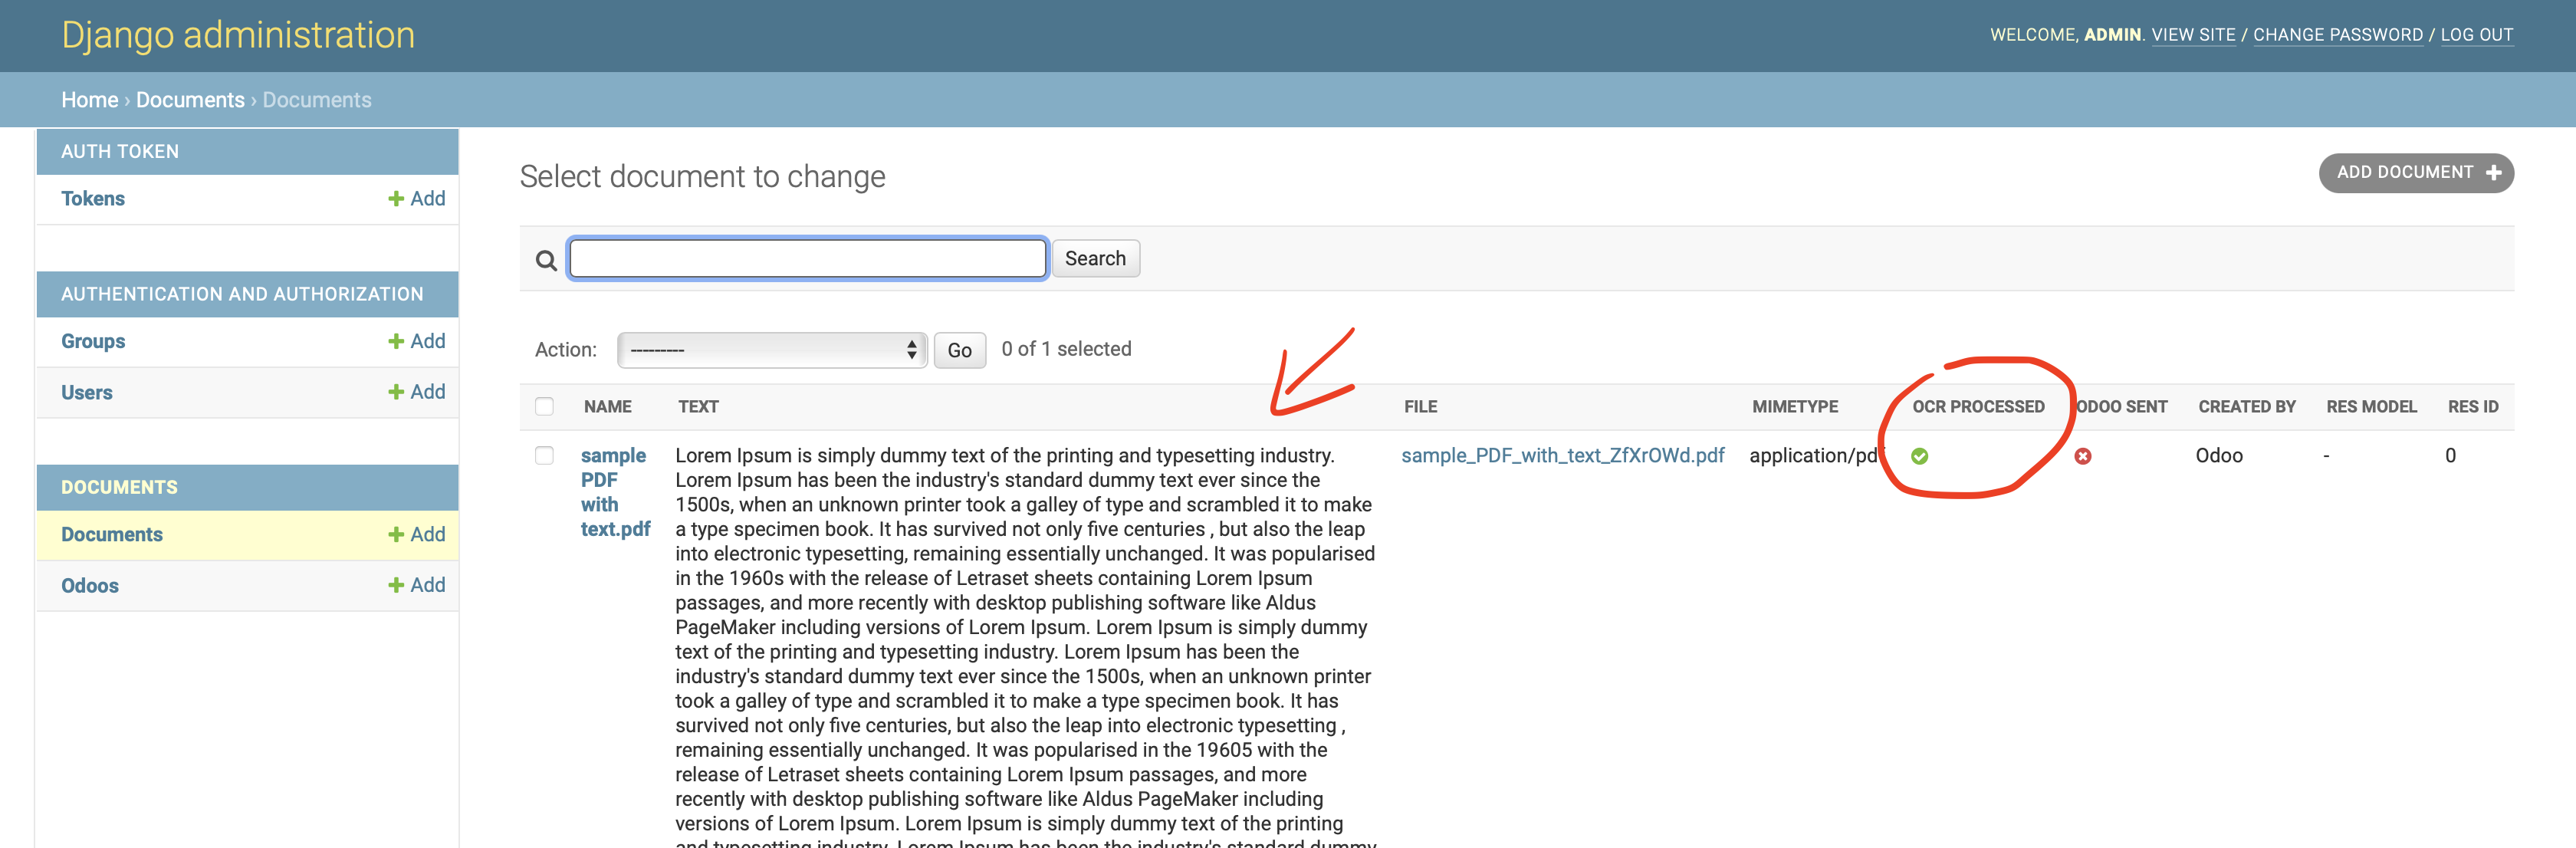 Django administration
WELCOME, ADMIN. VIEW SITE / CHANGE PASSWORD / LOG OUT
Home › Documents › Documents
AUTH TOKEN
Tokens
Add
AUTHENTICATION AND AUTHORIZATION
Groups
Add
Users
Add
DOCUMENTS
Documents
Add
Odoos
Add
Select document to change
ADD DOCUMENT
Search
Action: --------- Go 0 of 1 selected
NAME TEXT FILE MIMETYPE OCR PROCESSED ODOO SENT CREATED BY RES MODEL RES ID
sample
PDF
with
text.pdf
Lorem Ipsum is simply dummy text of the printing and typesetting industry.
Lorem Ipsum has been the industry's standard dummy text ever since the
1500s, when an unknown printer took a galley of type and scrambled it to make
a type specimen book. It has survived not only five centuries , but also the leap
into electronic typesetting, remaining essentially unchanged. It was popularised
in the 1960s with the release of Letraset sheets containing Lorem Ipsum
passages, and more recently with desktop publishing software like Aldus
PageMaker including versions of Lorem Ipsum. Lorem Ipsum is simply dummy
text of the printing and typesetting industry. Lorem Ipsum has been the
industry's standard dummy text ever since the 1500s, when an unknown printer
took a galley of type and scrambled it to make a type specimen book. It has
survived not only five centuries, but also the leap into electronic typesetting ,
remaining essentially unchanged. It was popularised in the 19605 with the
release of Letraset sheets containing Lorem Ipsum passages, and more
recently with desktop publishing software like Aldus PageMaker including
versions of Lorem Ipsum. Lorem Ipsum is simply dummy text of the printing
and typesetting industry. Lorem Ipsum has been the industry's standard dummy
sample_PDF_with_text_ZfXrOWd.pdf
application/pdf
Odoo
-
0